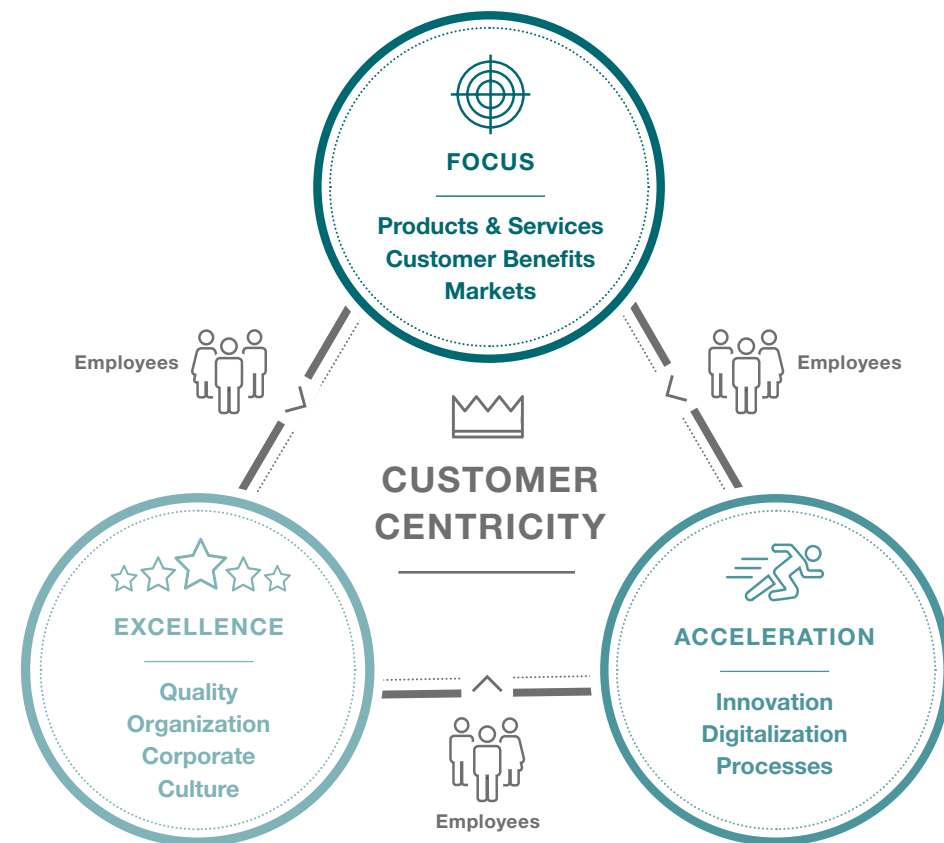 FOCUS
Products & Services
Customer Benefits
Markets
Employees
Employees
CUSTOMER
CENTRICITY
EXCELLENCE
Quality
Organization
Corporate
Culture
ACCELERATION
Innovation
Digitalization
Processes
Employees